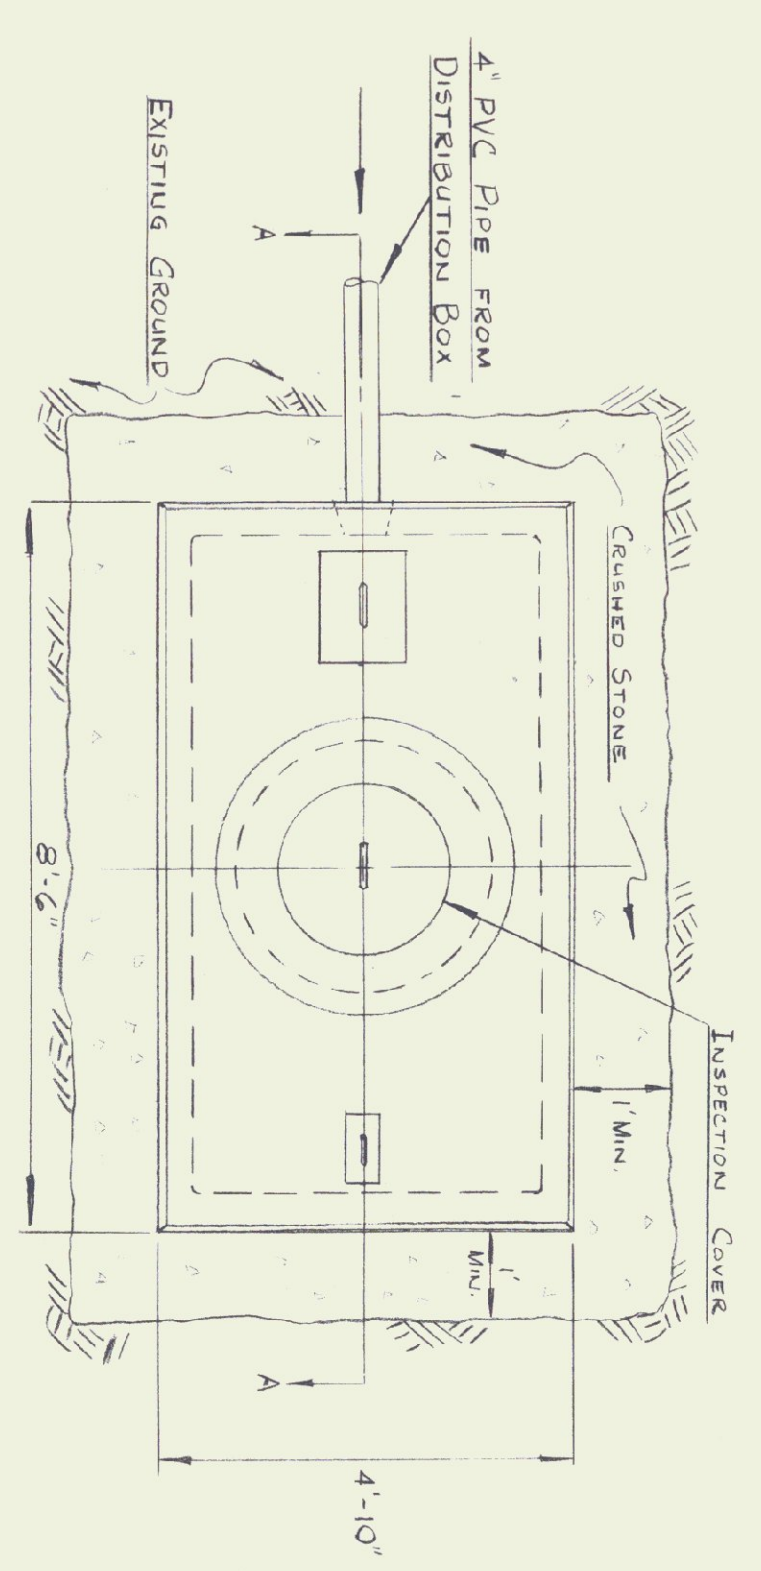 4" PVC PIPE FROM
DISTRIBUTION BOX
EXISTING GROUND
A
CRUSHED STONE
INSPECTION COVER
1' MIN.
1'
MIN.
8'-6"
A
4'-10"